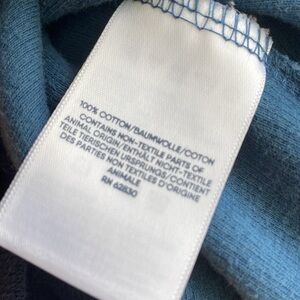 100% COTTON/BAUMWOLLE/COTON
CONTAINS NON-TEXTILE PARTS OF
ANIMAL ORIGIN/ENTHÄLT NICHT-TEXTILE
TEILE TIERISCHEN URSPRUNGS/CONTIENT
DES PARTIES NON TEXTILES D'ORIGINE
ANIMALE
RN 62830